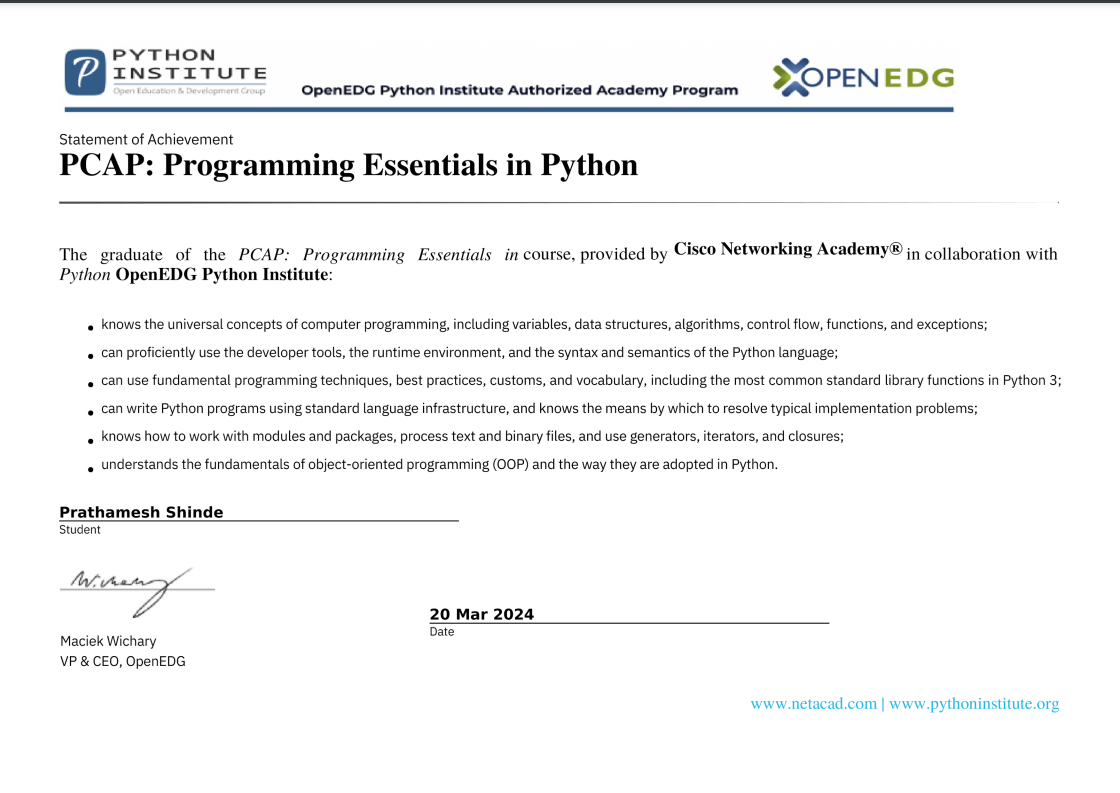 PYTHON
INSTITUTE
Open Education & Development Group
OpenEDG Python Institute Authorized Academy Program
OPENEDG
Statement of Achievement
PCAP: Programming Essentials in Python
The graduate of the PCAP: Programming Essentials in course, provided by Cisco Networking Academy® in collaboration with
Python OpenEDG Python Institute:
• knows the universal concepts of computer programming, including variables, data structures, algorithms, control flow, functions, and exceptions;
• can proficiently use the developer tools, the runtime environment, and the syntax and semantics of the Python language;
• can use fundamental programming techniques, best practices, customs, and vocabulary, including the most common standard library functions in Python 3;
• can write Python programs using standard language infrastructure, and knows the means by which to resolve typical implementation problems;
• knows how to work with modules and packages, process text and binary files, and use generators, iterators, and closures;
• understands the fundamentals of object-oriented programming (OOP) and the way they are adopted in Python.
Prathamesh Shinde
Student
W.chary
20 Mar 2024
Date
Maciek Wichary
VP & CEO, OpenEDG
www.netacad.com | www.pythoninstitute.org